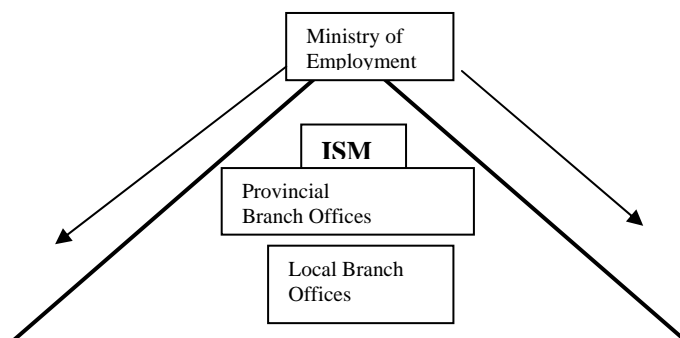 Ministry of
Employment
ISM
Provincial
Branch Offices
Local Branch
Offices